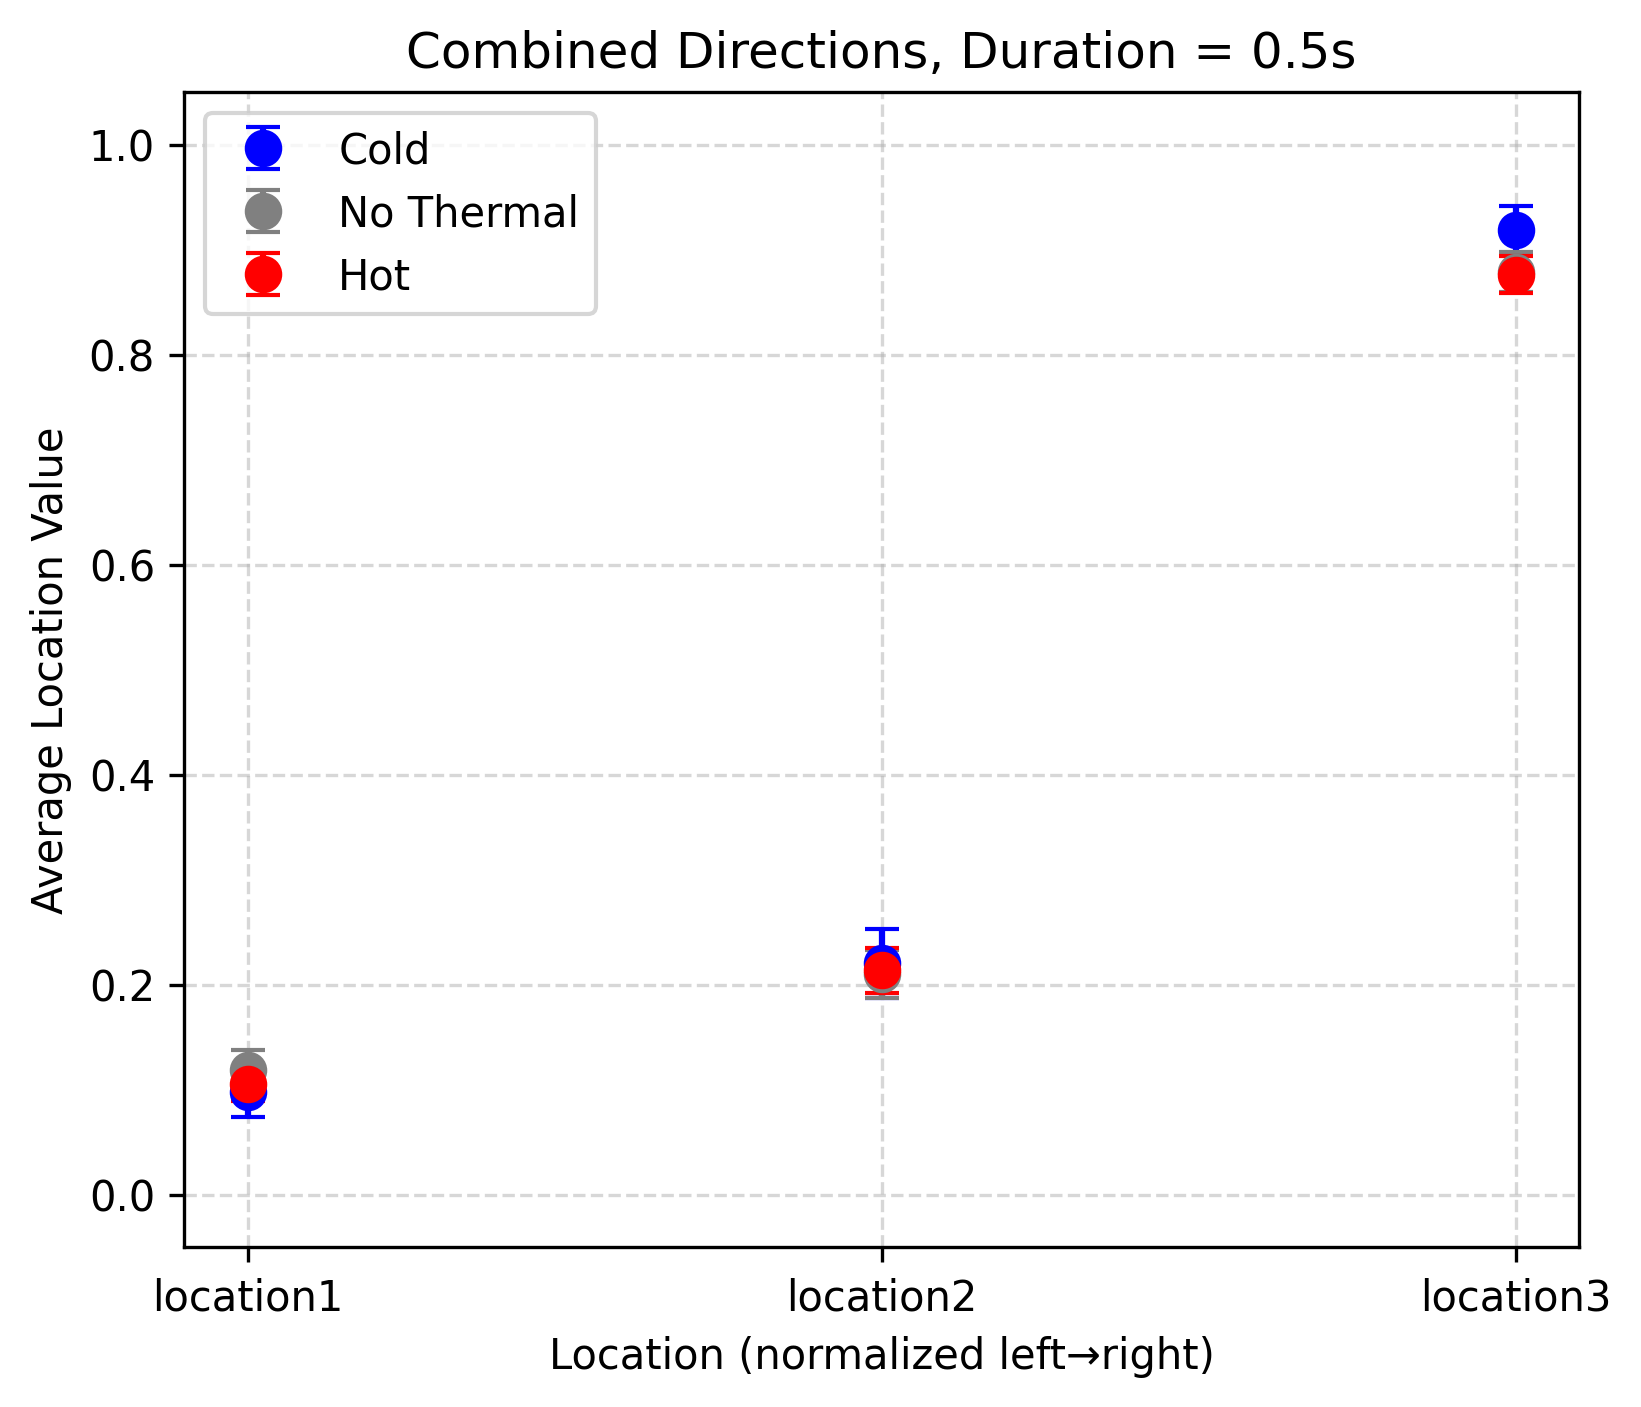 Combined Directions, Duration = 0.5s
Cold
No Thermal
Hot
1.0
0.8
0.6
0.4
0.2
0.0
Average Location Value
location1 location2 location3
Location (normalized left→right)